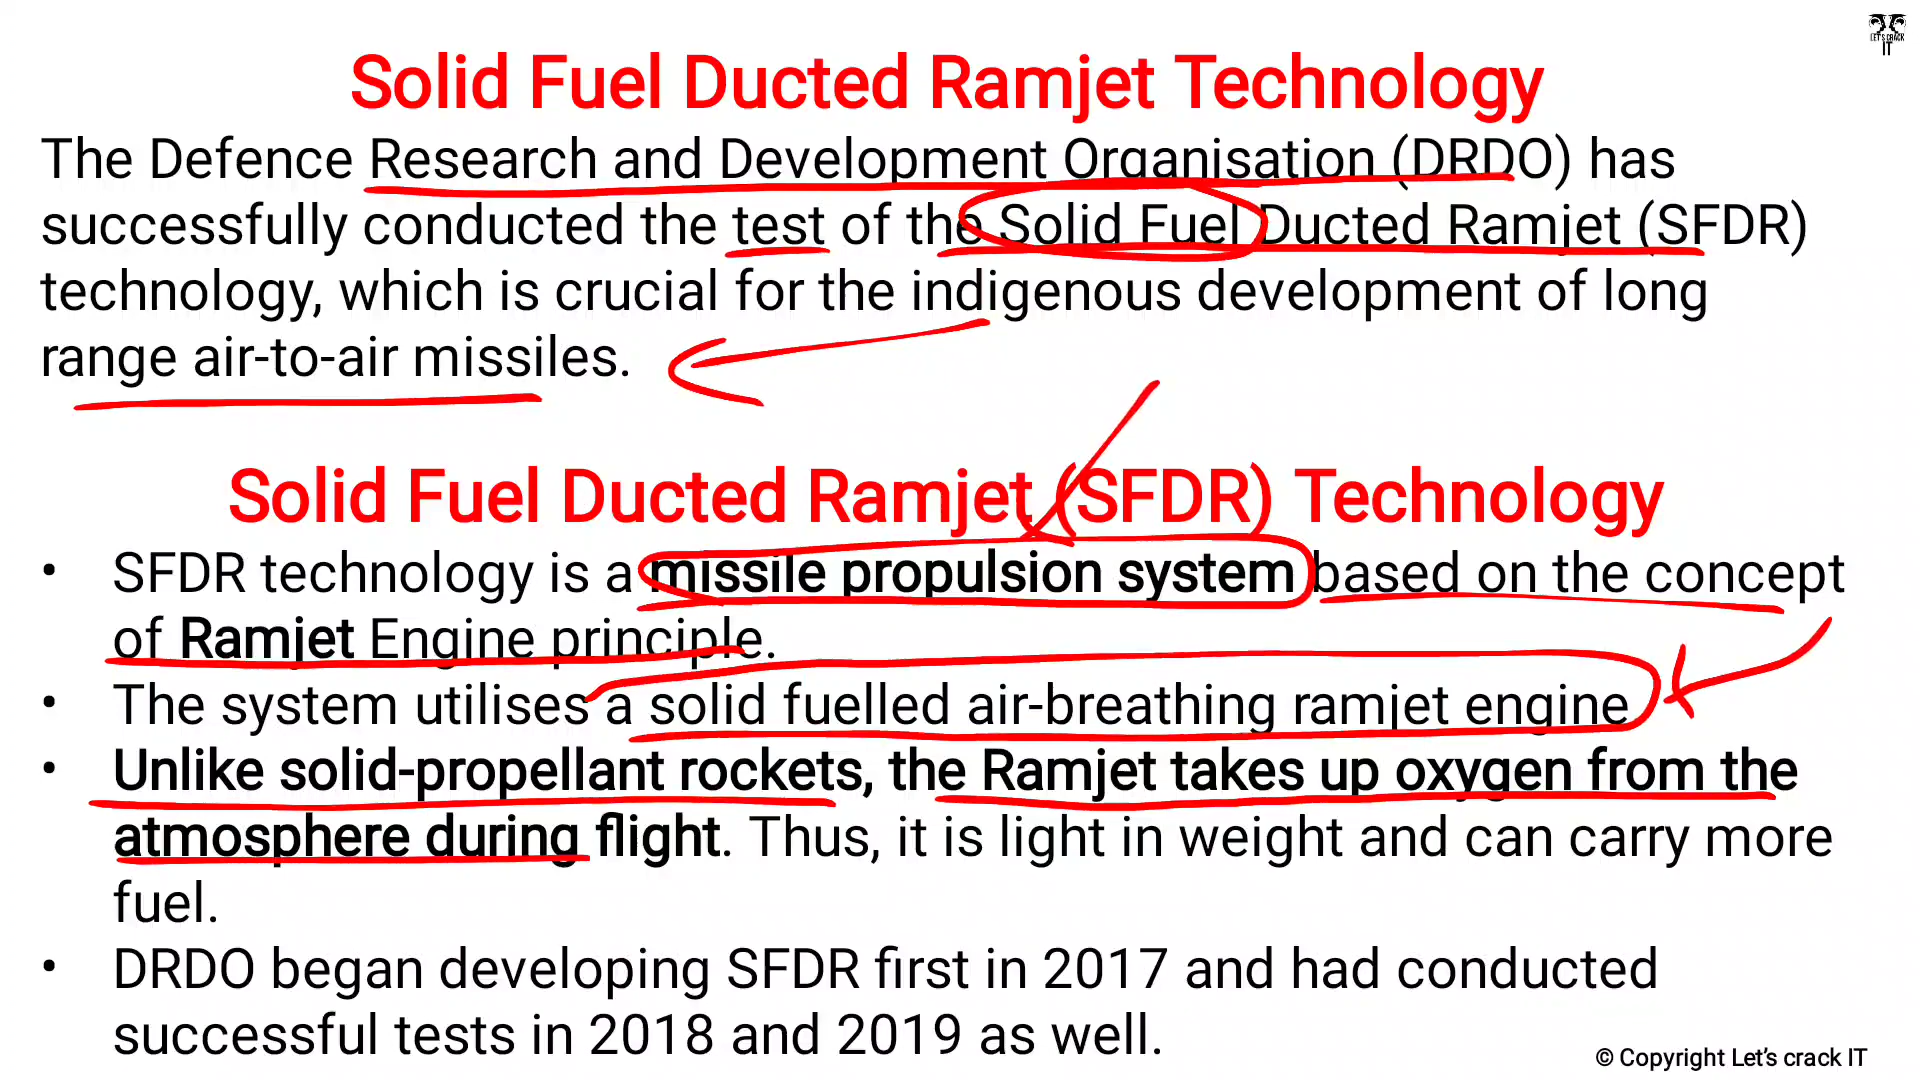 LET'S CRACK
IT
Solid Fuel Ducted Ramjet Technology
The Defence Research and Development Organisation (DRDO) has
successfully conducted the test of the Solid Fuel Ducted Ramjet (SFDR)
technology, which is crucial for the indigenous development of long
range air-to-air missiles.
Solid Fuel Ducted Ramjet (SFDR) Technology
• SFDR technology is a missile propulsion system based on the concept
of Ramjet Engine principle.
• The system utilises a solid fuelled air-breathing ramjet engine.
• Unlike solid-propellant rockets, the Ramjet takes up oxygen from the
atmosphere during flight. Thus, it is light in weight and can carry more
fuel.
• DRDO began developing SFDR first in 2017 and had conducted
successful tests in 2018 and 2019 as well.
© Copyright Let's crack IT